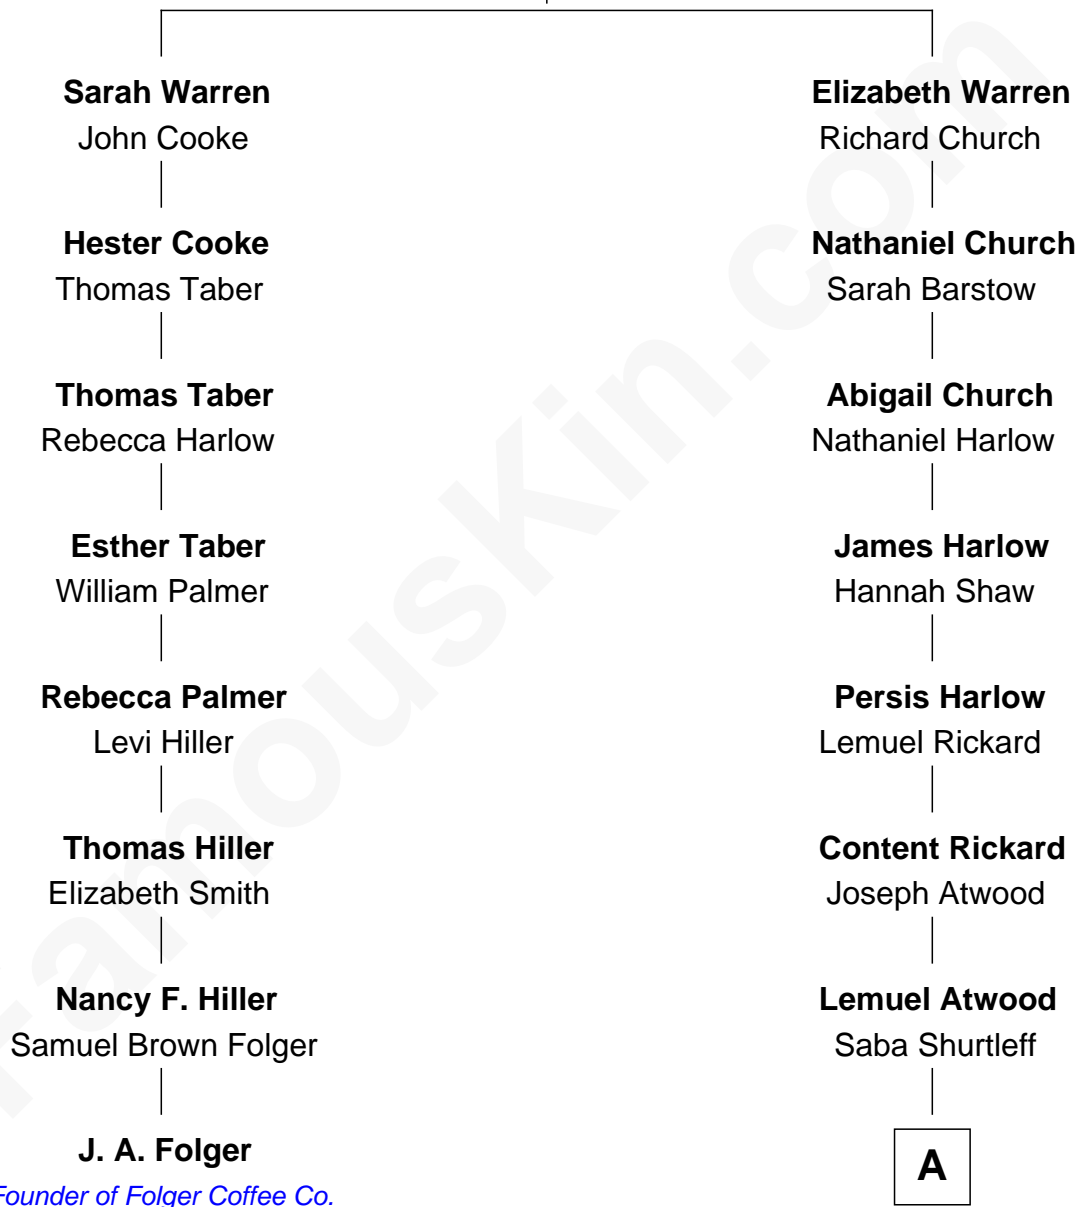 Sarah Warren
John Cooke
Elizabeth Warren
Richard Church
Hester Cooke
Thomas Taber
Nathaniel Church
Sarah Barstow
Thomas Taber
Rebecca Harlow
Abigail Church
Nathaniel Harlow
Esther Taber
William Palmer
James Harlow
Hannah Shaw
Rebecca Palmer
Levi Hiller
Persis Harlow
Lemuel Rickard
Thomas Hiller
Elizabeth Smith
Content Rickard
Joseph Atwood
Nancy F. Hiller
Samuel Brown Folger
Lemuel Atwood
Saba Shurtleff
J. A. Folger
Founder of Folger Coffee Co.
A
FamousKin.com